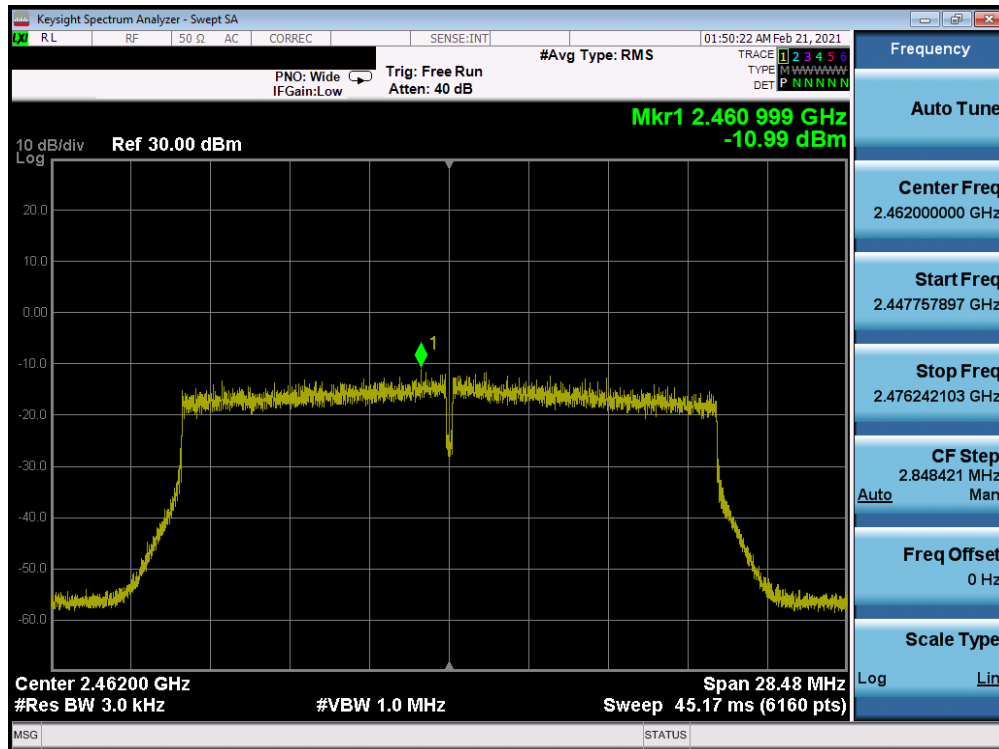 Keysight Spectrum Analyzer - Swept SA
LXI RL RF 50 Ω AC CORREC SENSE:INT 01:50:22 AM Feb 21, 2021
#Avg Type: RMS
TRACE 1 2 3 4 5 6
PNO: Wide Trig: Free Run
TYPE M WWWWW
IFGain:Low Atten: 40 dB
DET P N N N N N
Mkr1 2.460 999 GHz
-10.99 dBm
10 dB/div Ref 30.00 dBm
Log
1
20.0
10.0
0.00
-10.0
-20.0
-30.0
-40.0
-50.0
-60.0
Center 2.46200 GHz Span 28.48 MHz
#Res BW 3.0 kHz #VBW 1.0 MHz Sweep 45.17 ms (6160 pts)
MSG STATUS
Frequency
Auto Tune
Center Freq
2.462000000 GHz
Start Freq
2.447757897 GHz
Stop Freq
2.476242103 GHz
CF Step
2.848421 MHz
Auto Man
Freq Offset
0 Hz
Scale Type
Log Lin